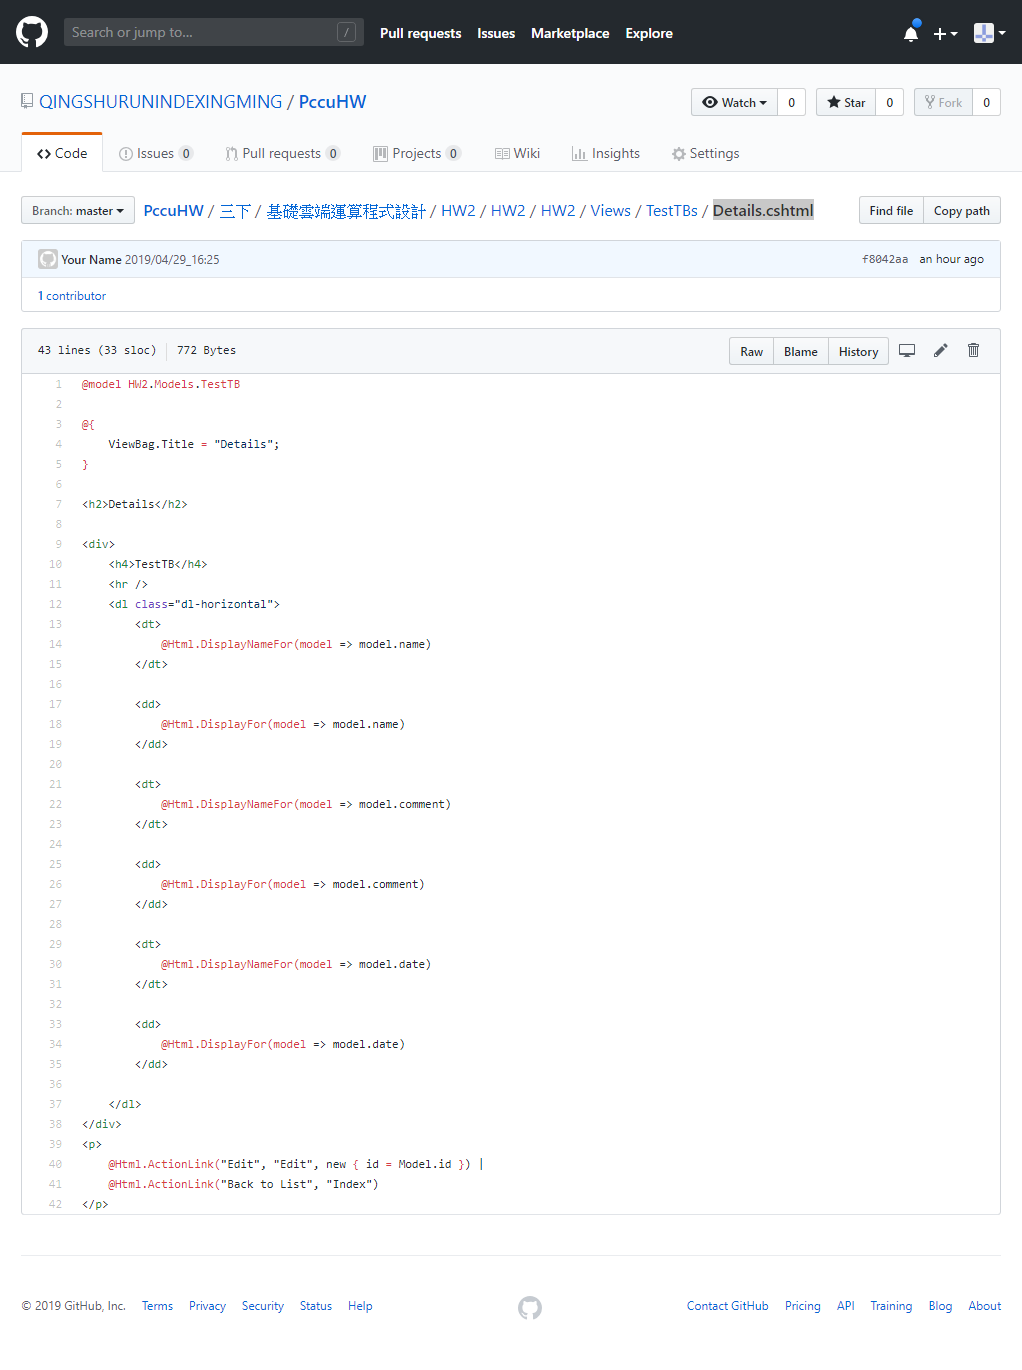 Search or jump to... / Pull requests Issues Marketplace Explore
QINGSHURUNINDEXINGMING / PccuHW Watch 0 Star 0 Fork 0
Code Issues 0 Pull requests 0 Projects 0 Wiki Insights Settings
Branch: master PccuHW / 三下 / 基礎雲端運算程式設計 / HW2 / HW2 / HW2 / Views / TestTBs / Details.cshtml Find file Copy path
Your Name 2019/04/29_16:25 f8042aa an hour ago
1 contributor
43 lines (33 sloc) 772 Bytes Raw Blame History
1 @model HW2.Models.TestTB
2
3 @{
4     ViewBag.Title = "Details";
5 }
6
7 <h2>Details</h2>
8
9 <div>
10     <h4>TestTB</h4>
11     <hr />
12     <dl class="dl-horizontal">
13         <dt>
14             @Html.DisplayNameFor(model => model.name)
15         </dt>
16
17         <dd>
18             @Html.DisplayFor(model => model.name)
19         </dd>
20
21         <dt>
22             @Html.DisplayNameFor(model => model.comment)
23         </dt>
24
25         <dd>
26             @Html.DisplayFor(model => model.comment)
27         </dd>
28
29         <dt>
30             @Html.DisplayNameFor(model => model.date)
31         </dt>
32
33         <dd>
34             @Html.DisplayFor(model => model.date)
35         </dd>
36
37     </dl>
38 </div>
39 <p>
40     @Html.ActionLink("Edit", "Edit", new { id = Model.id }) |
41     @Html.ActionLink("Back to List", "Index")
42 </p>
© 2019 GitHub, Inc. Terms Privacy Security Status Help Contact GitHub Pricing API Training Blog About